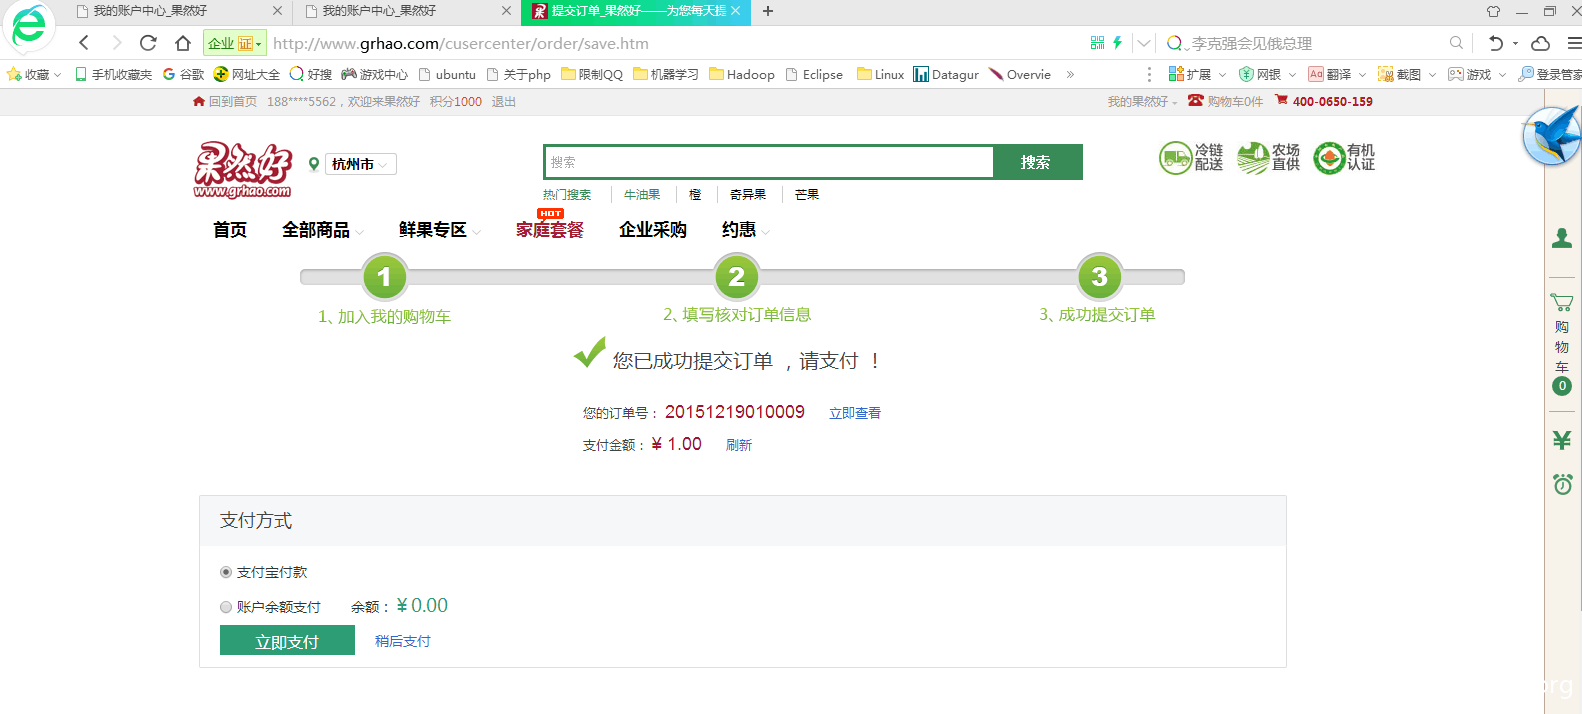 我的账户中心_果然好 我的账户中心_果然好 提交订单_果然好——为您每天提
企业 证 http://www.grhao.com/cusercenter/order/save.htm 李克强会见俄总理
收藏 手机收藏夹 谷歌 网址大全 好搜 游戏中心 ubuntu 关于php 限制QQ 机器学习 Hadoop Eclipse Linux Datagur Overvie » 扩展 网银 翻译 截图 游戏 登录管家
回到首页 188****5562，欢迎来果然好 积分1000 退出 我的果然好 购物车0件 400-0650-159
果然好
www.grhao.com
杭州市
搜索 搜索
冷链配送 农场直供 有机认证
热门搜索 牛油果 橙 奇异果 芒果
HOT
首页 全部商品 鲜果专区 家庭套餐 企业采购 约惠
1 2 3
1、加入我的购物车 2、填写核对订单信息 3、成功提交订单
您已成功提交订单 ，请支付 ！
您的订单号： 20151219010009 立即查看
支付金额：¥ 1.00 刷新
支付方式
支付宝付款
账户余额支付 余额：¥ 0.00
立即支付 稍后支付
购
物
车
0
¥